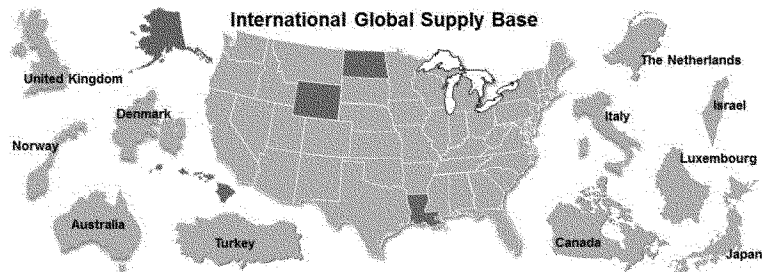 International Global Supply Base
United Kingdom
The Netherlands
Denmark
Israel
Italy
Norway
Luxembourg
Australia
Turkey
Canada
Japan